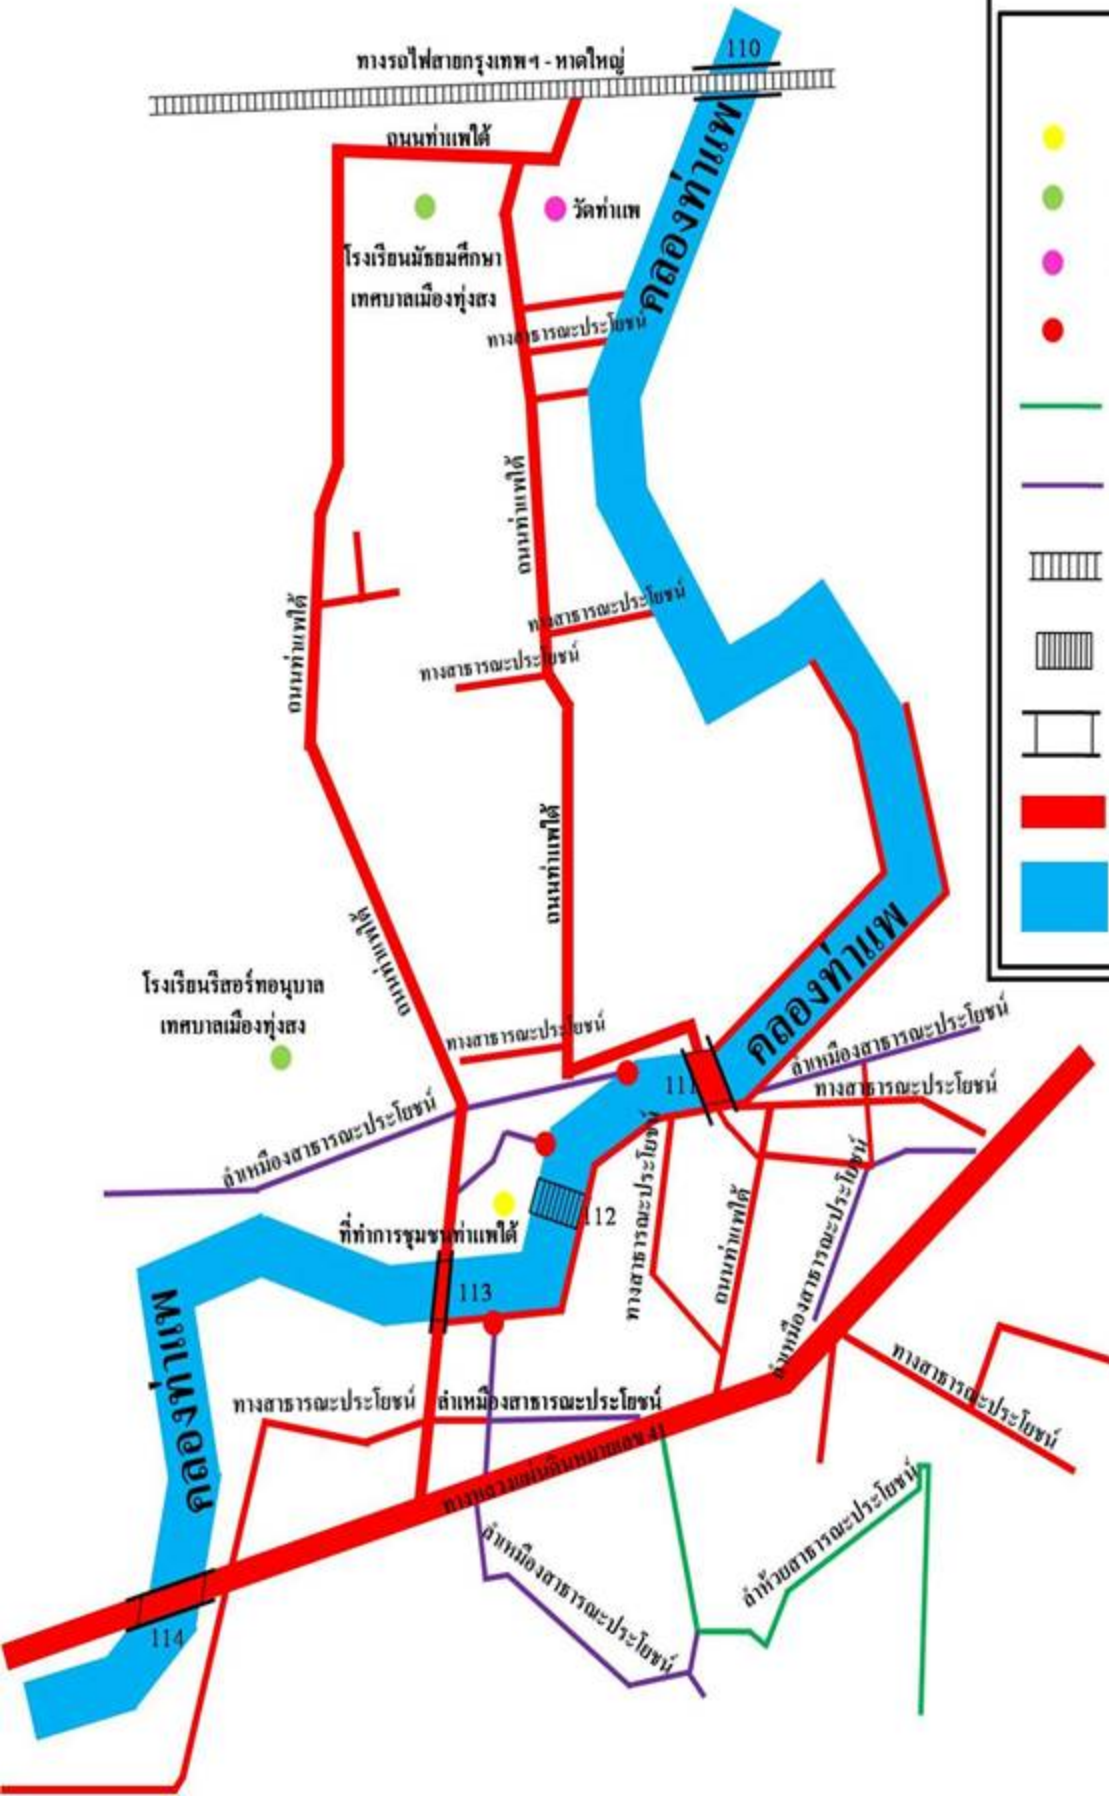 110
ทางรถไฟสายกรุงเทพฯ - หาดใหญ่
ถนนท่าแพใต้
คลองท่าแพ
วัดท่าแพ
โรงเรียนมัธยมศึกษา
เทศบาลเมืองทุ่งสง
ทางสาธารณะประโยชน์
ถนนท่าแพใต้
ถนนท่าแพใต้
ทางสาธารณะประโยชน์
ทางสาธารณะประโยชน์
ถนนท่าแพใต้
ถนนท่าแพใต้
คลองท่าแพ
โรงเรียนรีสอร์ทอนุบาล
เทศบาลเมืองทุ่งสง
ทางสาธารณะประโยชน์
ลำเหมืองสาธารณะประโยชน์
111
ทางสาธารณะประโยชน์
ลำเหมืองสาธารณะประโยชน์
ทางสาธารณะประโยชน์
ถนนท่าแพใต้
ลำเหมืองสาธารณะประโยชน์
112
ที่ทำการชุมชนท่าแพใต้
113
คลองท่าแพ
ทางสาธารณะประโยชน์
ลำเหมืองสาธารณะประโยชน์
ทางสาธารณะประโยชน์
ทางหลวงแผ่นดินหมายเลข 41
ลำเหมืองสาธารณะประโยชน์
ลำห้วยสาธารณะประโยชน์
114